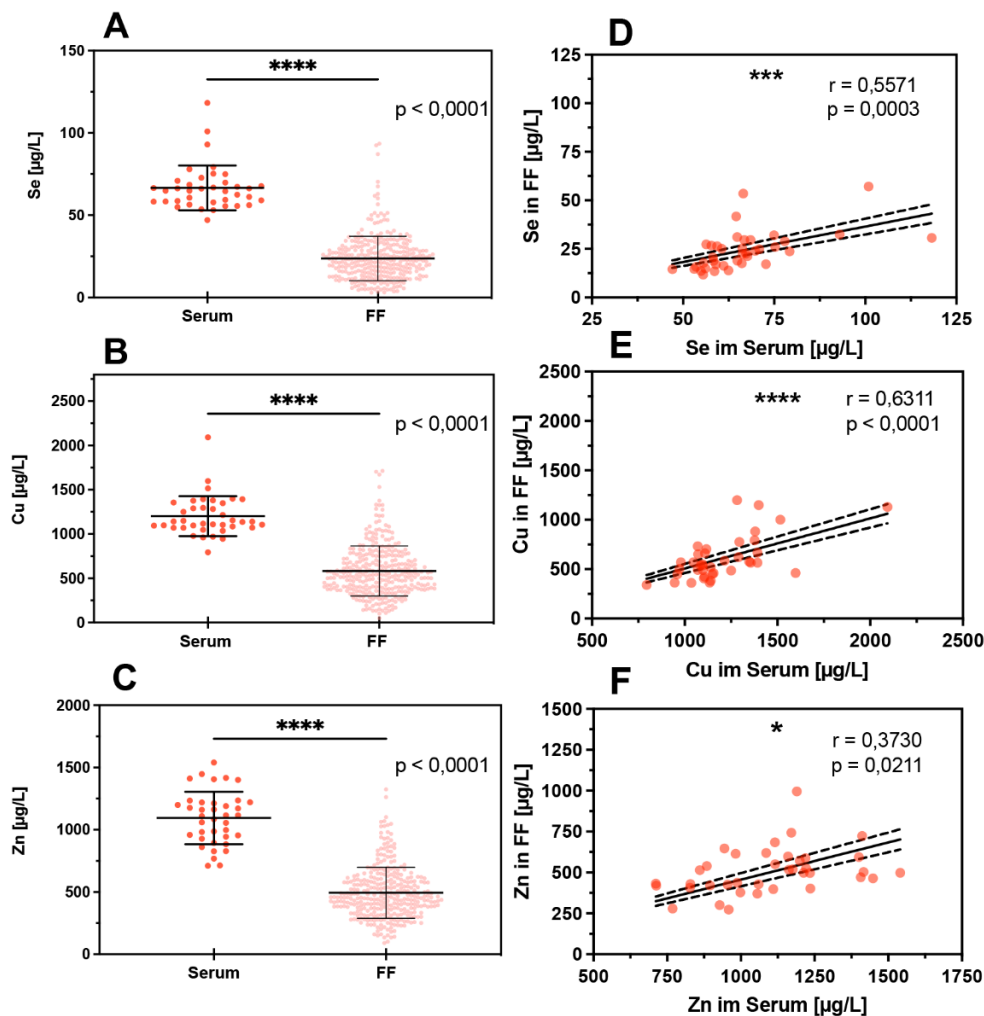 A
150
100
50
0
Se [µg/L]
****
p < 0,0001
Serum
FF
D
125
100
75
50
25
0
Se in FF [µg/L]
***
r = 0,5571
p = 0,0003
25
50
75
100
125
Se im Serum [µg/L]
B
2500
2000
1500
1000
500
0
Cu [µg/L]
****
p < 0,0001
Serum
FF
E
2500
2000
1500
1000
500
0
Cu in FF [µg/L]
****
r = 0,6311
p < 0,0001
500
1000
1500
2000
2500
Cu im Serum [µg/L]
C
2000
1500
1000
500
0
Zn [µg/L]
****
p < 0,0001
Serum
FF
F
1500
1250
1000
750
500
250
0
Zn in FF [µg/L]
*
r = 0,3730
p = 0,0211
500
750
1000
1250
1500
1750
Zn im Serum [µg/L]